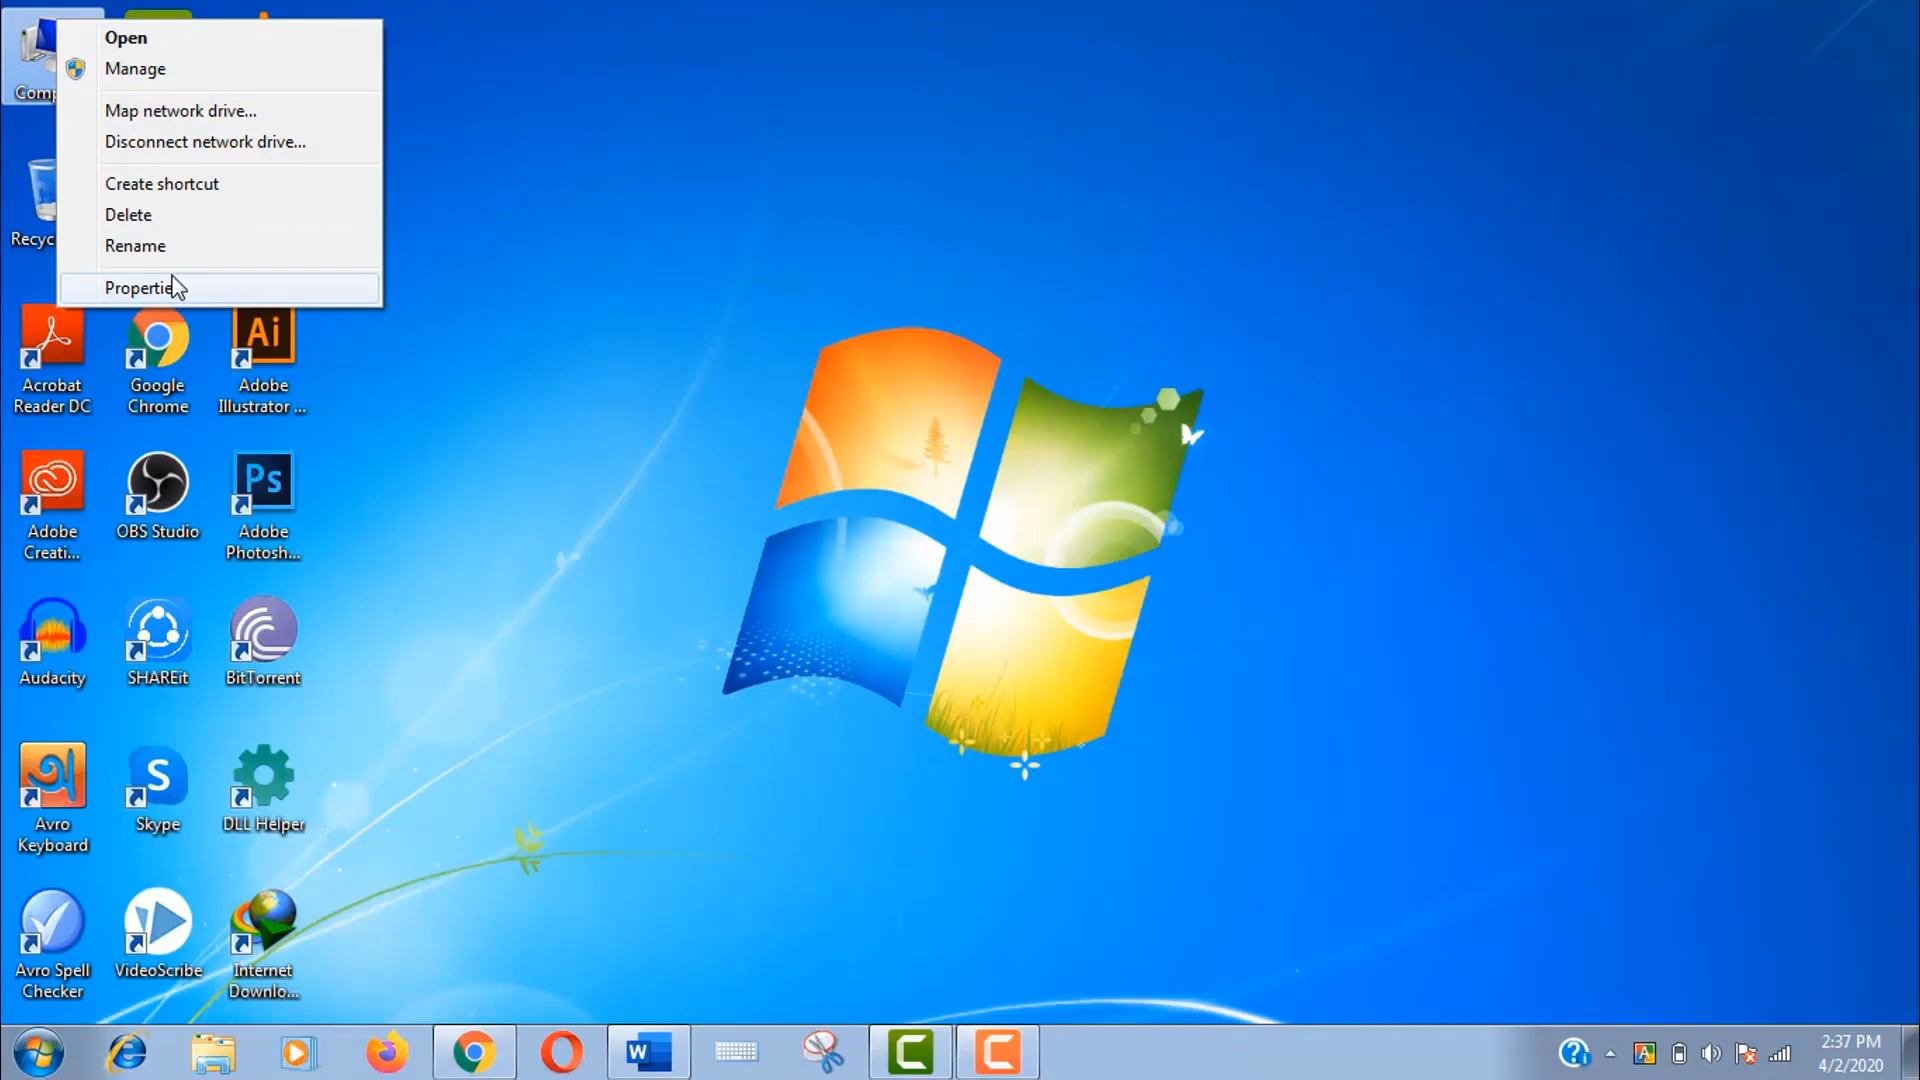 Open
Manage
Map network drive...
Disconnect network drive...
Create shortcut
Delete
Rename
Propertie
Comp
Recyc
Acrobat
Reader DC
Google
Chrome
Ai
Adobe
Illustrator ...
Adobe
Creati...
OBS Studio
Ps
Adobe
Photosh...
Audacity
SHAREit
BitTorrent
Avro
Keyboard
S
Skype
DLL Helper
Avro Spell
Checker
VideoScribe
Internet
Downlo...
W
C
C
?
A
2:37 PM
4/2/2020